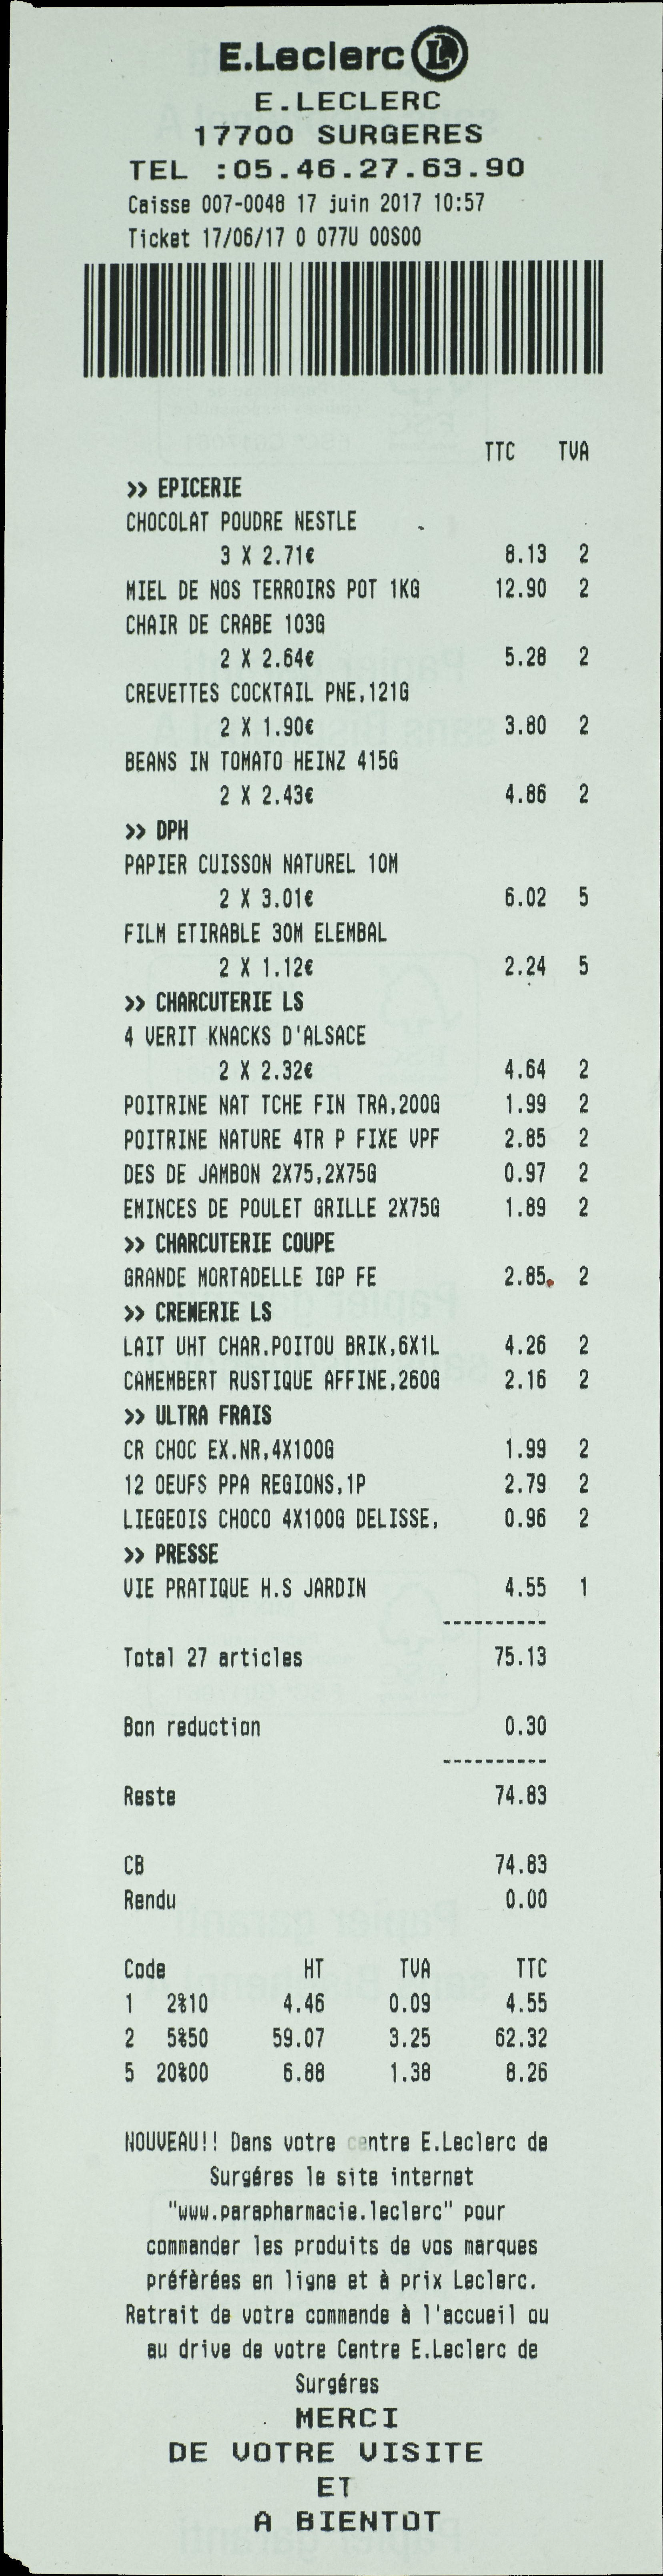 E.Leclerc L
E.LECLERC
17700 SURGERES
TEL :05.46.27.63.90
Caisse 007-0048 17 juin 2017 10:57
Ticket 17/06/17 0 077U 00S00
TTC TVA
>> EPICERIE
CHOCOLAT POUDRE NESTLE
3 X 2.71€ 8.13 2
MIEL DE NOS TERROIRS POT 1KG 12.90 2
CHAIR DE CRABE 103G
2 X 2.64€ 5.28 2
CREVETTES COCKTAIL PNE,121G
2 X 1.90€ 3.80 2
BEANS IN TOMATO HEINZ 415G
2 X 2.43€ 4.86 2
>> DPH
PAPIER CUISSON NATUREL 10M
2 X 3.01€ 6.02 5
FILM ETIRABLE 30M ELEMBAL
2 X 1.12€ 2.24 5
>> CHARCUTERIE LS
4 VERIT KNACKS D'ALSACE
2 X 2.32€ 4.64 2
POITRINE NAT TCHE FIN TRA,200G 1.99 2
POITRINE NATURE 4TR P FIXE VPF 2.85 2
DES DE JAMBON 2X75,2X75G 0.97 2
EMINCES DE POULET GRILLE 2X75G 1.89 2
>> CHARCUTERIE COUPE
GRANDE MORTADELLE IGP FE 2.85 2
>> CREMERIE LS
LAIT UHT CHAR.POITOU BRIK,6X1L 4.26 2
CAMEMBERT RUSTIQUE AFFINE,260G 2.16 2
>> ULTRA FRAIS
CR CHOC EX.NR,4X100G 1.99 2
12 OEUFS PPA REGIONS,1P 2.79 2
LIEGEOIS CHOCO 4X100G DELISSE, 0.96 2
>> PRESSE
VIE PRATIQUE H.S JARDIN 4.55 1
----------
Total 27 articles 75.13
Bon reduction 0.30
----------
Reste 74.83
CB 74.83
Rendu 0.00
Code HT TVA TTC
1 2%10 4.46 0.09 4.55
2 5%50 59.07 3.25 62.32
5 20%00 6.88 1.38 8.26
NOUVEAU!! Dans votre centre E.Leclerc de
Surgéres le site internet
"www.parapharmacie.leclerc" pour
commander les produits de vos marques
préfèrées en ligne et à prix Leclerc.
Retrait de votre commande à l'accueil ou
au drive de votre Centre E.Leclerc de
Surgéres
MERCI
DE VOTRE VISITE
ET
A BIENTOT